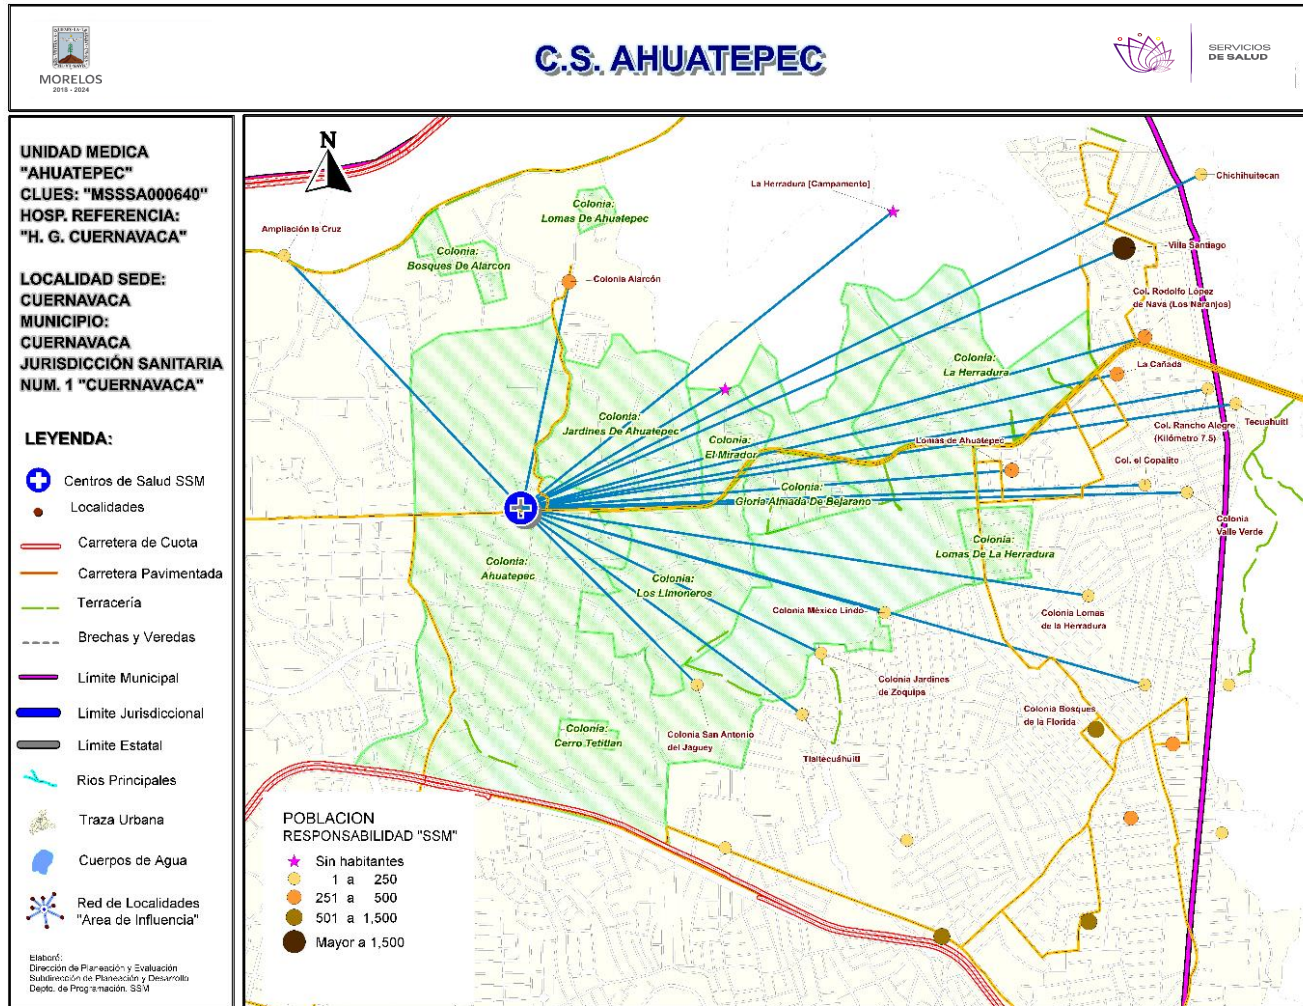 MORELOS
2018 - 2024
C.S. AHUATEPEC
SERVICIOS
DE SALUD
UNIDAD MEDICA
"AHUATEPEC"
CLUES: "MSSSA000640"
HOSP. REFERENCIA:
"H. G. CUERNAVACA"
LOCALIDAD SEDE:
CUERNAVACA
MUNICIPIO:
CUERNAVACA
JURISDICCIÓN SANITARIA
NUM. 1 "CUERNAVACA"
LEYENDA:
Centros de Salud SSM
Localidades
Carretera de Cuota
Carretera Pavimentada
Terracería
Brechas y Veredas
Límite Municipal
Límite Jurisdiccional
Límite Estatal
Rios Principales
Traza Urbana
Cuerpos de Agua
Red de Localidades
"Area de Influencia"
Elaboró:
Dirección de Planeación y Evaluación
Subdirección de Planeación y Desarrollo
Depto. de Programación. SSM
N
La Herradura [Campamento]
Chichihuitecan
Ampliación la Cruz
Colonia:
Lomas De Ahuatepec
Colonia:
Bosques De Alarcon
Villa Santiago
Colonia Alarcón
Col. Rodolfo López
de Nava (Los Naranjos)
Colonia:
La Herradura
La Cañada
Colonia:
Jardines De Ahuatepec
Colonia:
El Mirador
Lomas de Ahuatepec
Col. Rancho Alegre
(Kilómetro 7.5)
Tecuahuitl
Col. el Copalito
Colonia:
Gloria Almada De Bejarano
Colonia
Valle Verde
Colonia:
Lomas De La Herradura
Colonia:
Ahuatepec
Colonia:
Los Limoneros
Colonia México Lindo
Colonia Lomas
de la Herradura
Colonia Jardines
de Zoquipa
Colonia Bosques
de la Florida
Colonia:
Cerro Tetitlan
Colonia San Antonio
del Jaguey
Tlaltecuáhuitl
POBLACION
RESPONSABILIDAD "SSM"
Sin habitantes
1 a 250
251 a 500
501 a 1,500
Mayor a 1,500